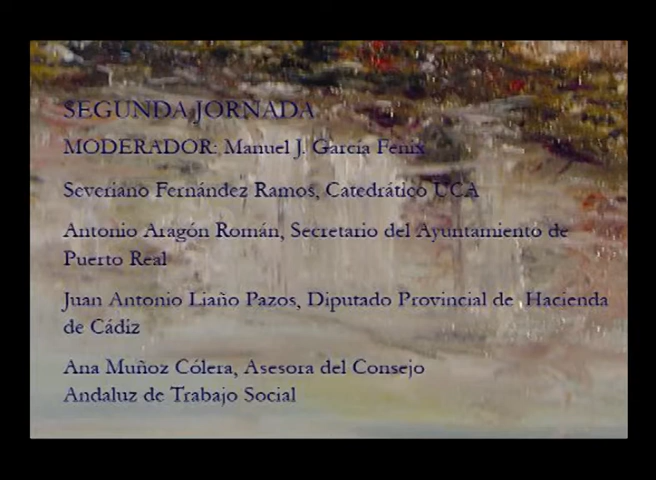 SEGUNDA JORNADA
MODERADOR: Manuel J. García Fenix
Severiano Fernández Ramos, Catedrático UCA
Antonio Aragón Román, Secretario del Ayuntamiento de
Puerto Real
Juan Antonio Liaño Pazos, Diputado Provincial de Hacienda
de Cádiz
Ana Muñoz Cólera, Asesora del Consejo
Andaluz de Trabajo Social